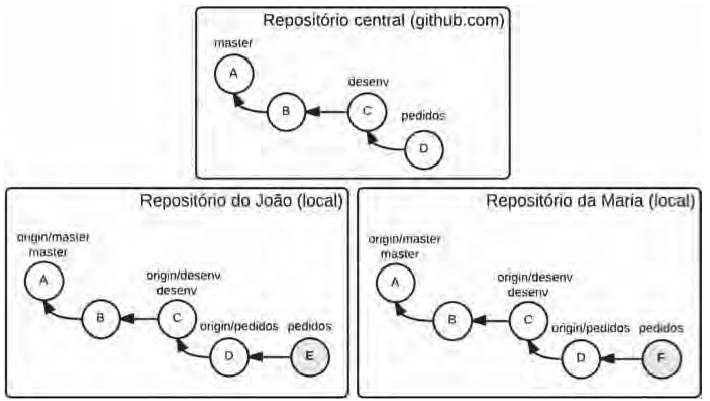 Repositório central (github.com)
master
A
B
desenv
C
pedidos
D
Repositório do João (local)
origin/master
master
A
B
origin/desenv
desenv
C
origin/pedidos
D
pedidos
E
Repositório da Maria (local)
origin/master
master
A
B
origin/desenv
desenv
C
origin/pedidos
D
pedidos
F